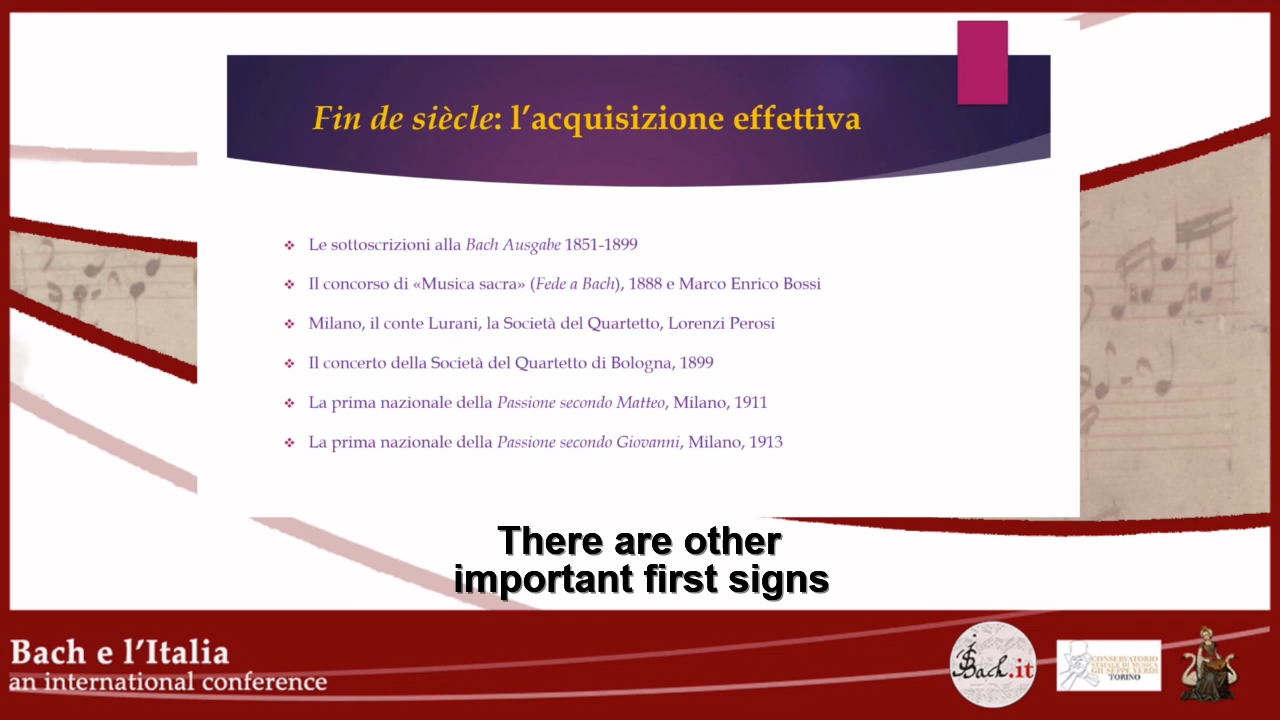 Fin de siècle: l'acquisizione effettiva
❖ Le sottoscrizioni alla Bach Ausgabe 1851-1899
❖ Il concorso di «Musica sacra» (Fede a Bach), 1888 e Marco Enrico Bossi
❖ Milano, il conte Lurani, la Società del Quartetto, Lorenzi Perosi
❖ Il concerto della Società del Quartetto di Bologna, 1899
❖ La prima nazionale della Passione secondo Matteo, Milano, 1911
❖ La prima nazionale della Passione secondo Giovanni, Milano, 1913
There are other
important first signs
Bach e l'Italia
an international conference
JSBach.it
CONSERVATORIO
STATALE DI MUSICA
GIUSEPPE VERDI
TORINO